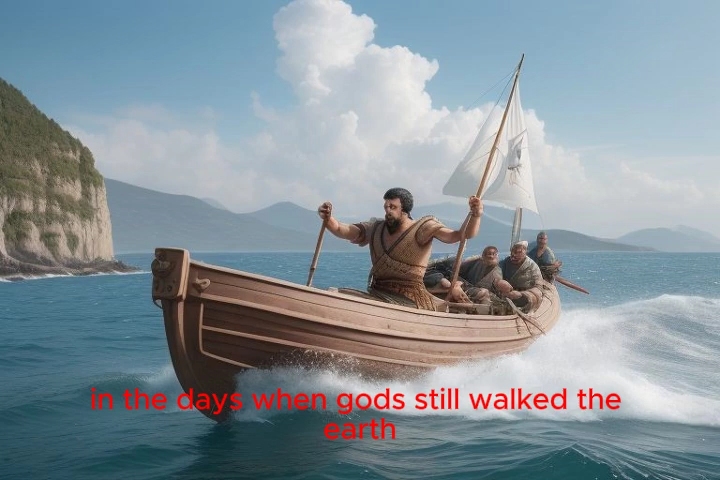 in the days when gods still walked the
earth